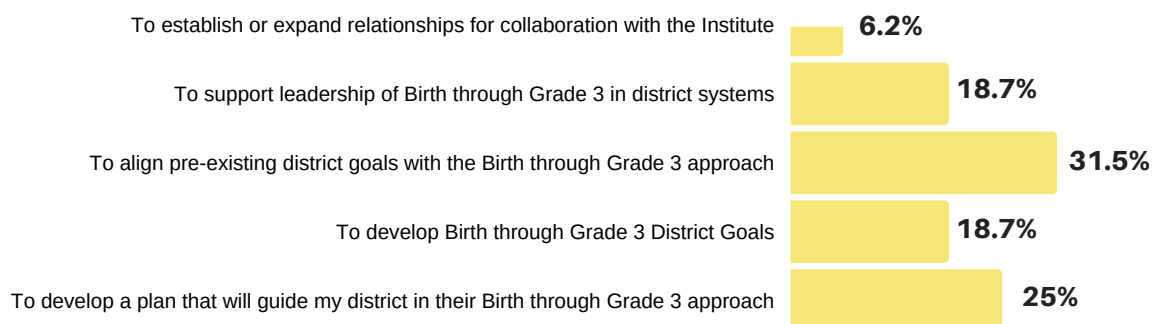 To establish or expand relationships for collaboration with the Institute 6.2%
To support leadership of Birth through Grade 3 in district systems 18.7%
To align pre-existing district goals with the Birth through Grade 3 approach 31.5%
To develop Birth through Grade 3 District Goals 18.7%
To develop a plan that will guide my district in their Birth through Grade 3 approach 25%